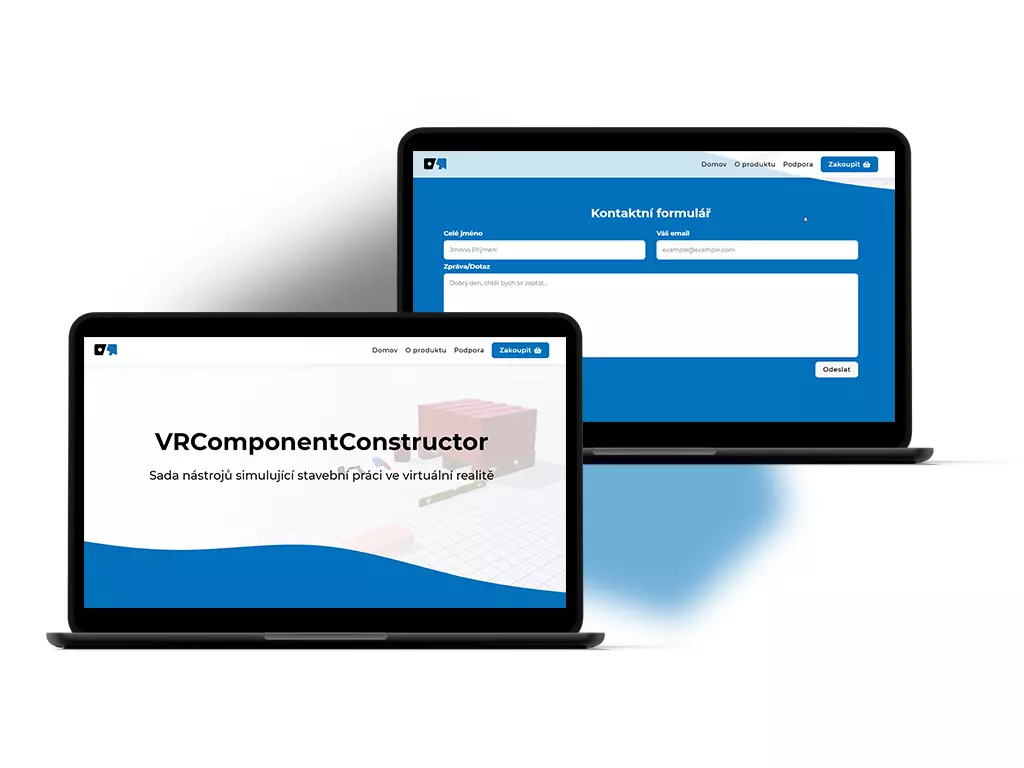 Domov O produktu Podpora Zakoupit
Kontaktní formulář
Celé jméno Váš email
Jméno Příjmení example@example.com
Zpráva/Dotaz
Dobrý den, chtěl bych se zeptat...
Odeslat
Domov O produktu Podpora Zakoupit
VRComponentConstructor
Sada nástrojů simulující stavební práci ve virtuální realitě